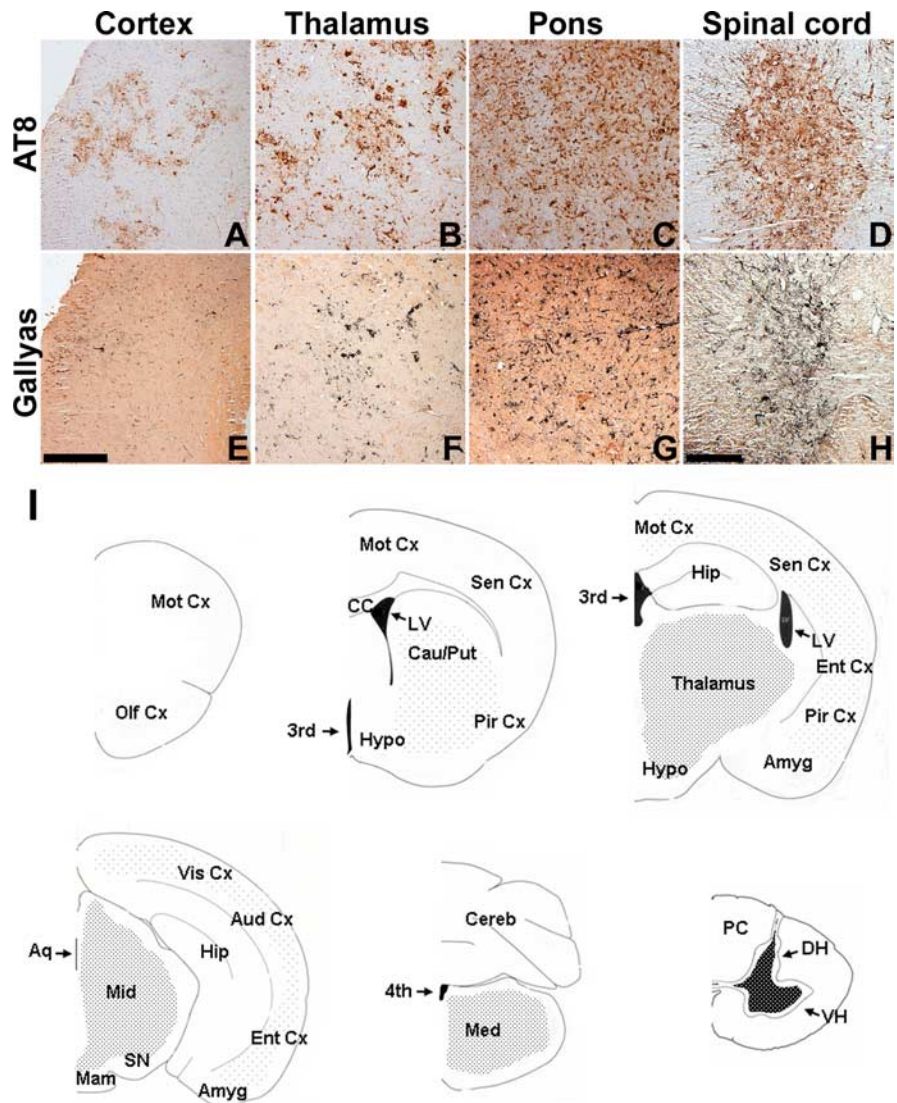 Cortex Thalamus Pons Spinal cord
AT8
A B C D
Gallyas
E F G H
I
Mot Cx
Olf Cx
Mot Cx
Sen Cx
CC
LV
Cau/Put
3rd
Hypo
Pir Cx
Mot Cx
Hip
Sen Cx
3rd
LV
LV
Ent Cx
Thalamus
Pir Cx
Hypo
Amyg
Vis Cx
Aud Cx
Aq
Hip
Mid
SN
Ent Cx
Mam
Amyg
Cereb
4th
Med
PC
DH
VH